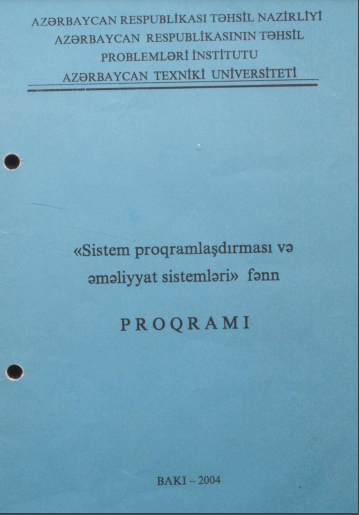 AZƏRBAYCAN RESPUBLİKASI TƏHSİL NAZİRLİYİ
AZƏRBAYCAN RESPUBLİKASININ TƏHSİL
PROBLEMLƏRİ İNSTİTUTU
AZƏRBAYCAN TEXNİKİ UNİVERSİTETİ
«Sistem proqramlaşdırması və
əməliyyat sistemləri» fənn
PROQRAMI
BAKI – 2004